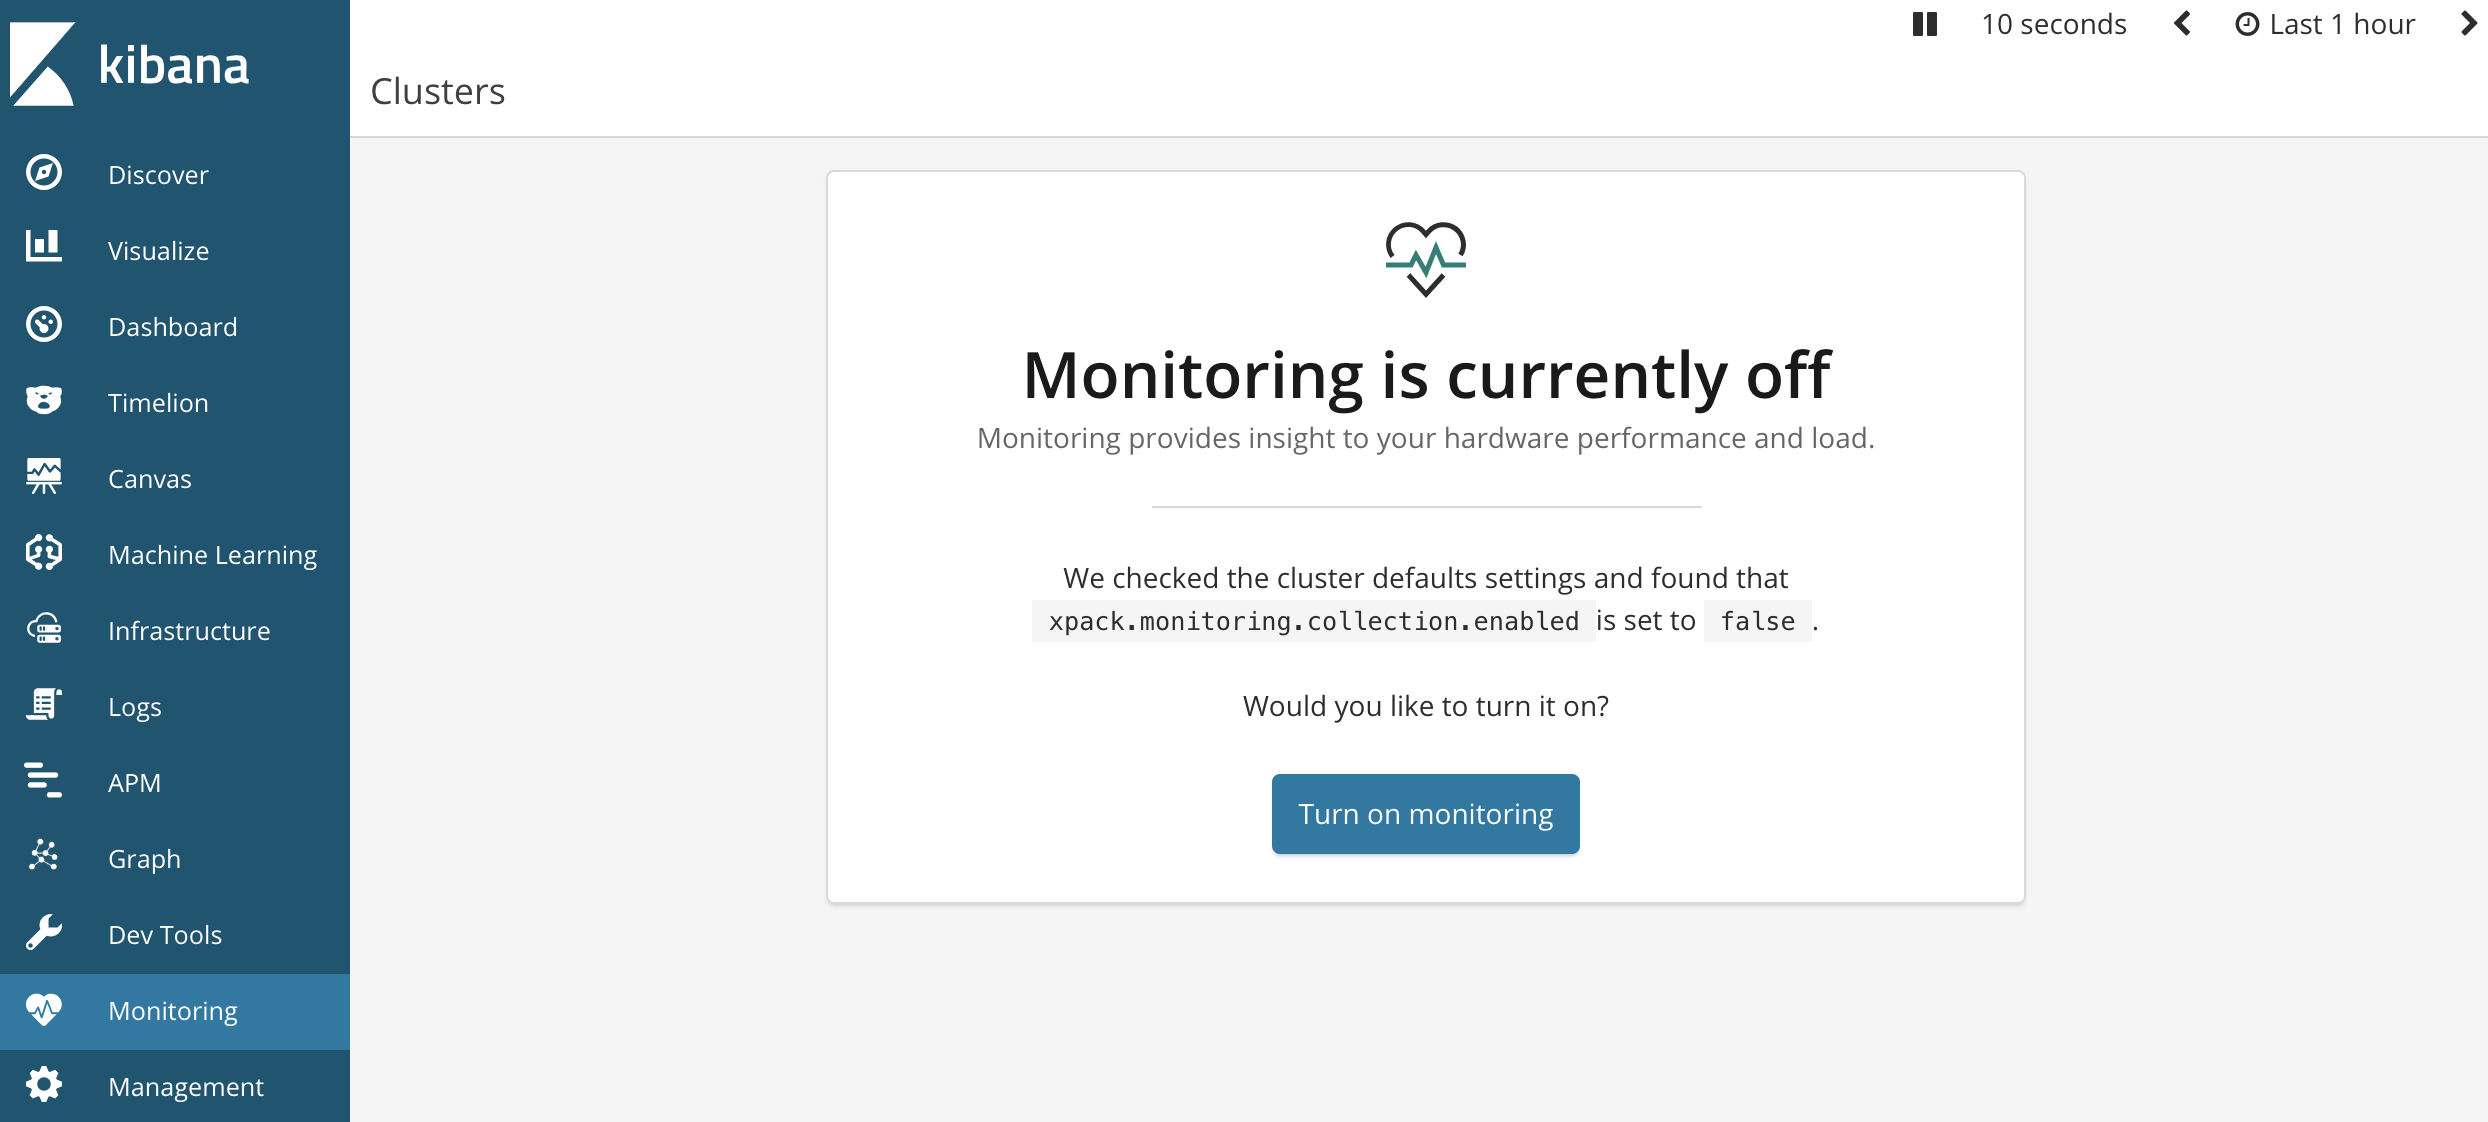 kibana
Discover
Visualize
Dashboard
Timelion
Canvas
Machine Learning
Infrastructure
Logs
APM
Graph
Dev Tools
Monitoring
Management
10 seconds
Last 1 hour
Clusters
Monitoring is currently off
Monitoring provides insight to your hardware performance and load.
We checked the cluster defaults settings and found that
xpack.monitoring.collection.enabled is set to false .
Would you like to turn it on?
Turn on monitoring